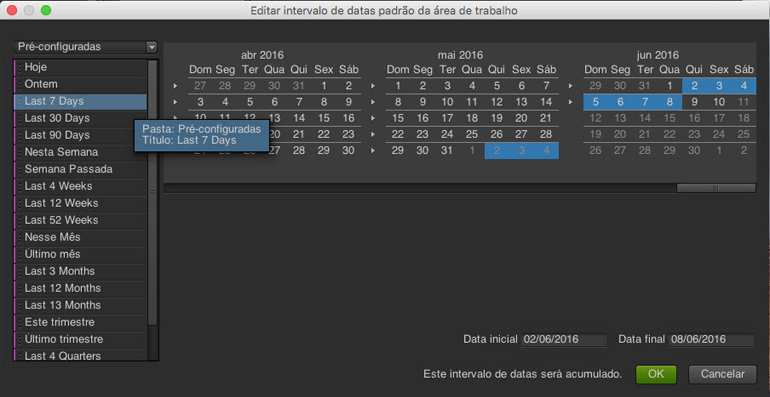 Editar intervalo de datas padrão da área de trabalho
Pré-configuradas
Hoje
Ontem
Last 7 Days
Last 30 Days
Last 90 Days
Nesta Semana
Semana Passada
Last 4 Weeks
Last 12 Weeks
Last 52 Weeks
Nesse Mês
Último mês
Last 3 Months
Last 12 Months
Last 13 Months
Este trimestre
Último trimestre
Last 4 Quarters
Pasta: Pré-configuradas
Título: Last 7 Days
abr 2016
Dom Seg Ter Qua Qui Sex Sáb
27 28 29 30 31 1 2
3 4 5 6 7 8 9
10 11 12 13 14 15 16
20 21 22 23
27 28 29 30
mai 2016
Dom Seg Ter Qua Qui Sex Sáb
1 2 3 4 5 6 7
8 9 10 11 12 13 14
15 16 17 18 19 20 21
22 23 24 25 26 27 28
29 30 31 1 2 3 4
jun 2016
Dom Seg Ter Qua Qui Sex Sáb
29 30 31 1 2 3 4
5 6 7 8 9 10 11
12 13 14 15 16 17 18
19 20 21 22 23 24 25
26 27 28 29 30 1 2
Data inicial 02/06/2016 Data final 08/06/2016
Este intervalo de datas será acumulado. OK Cancelar